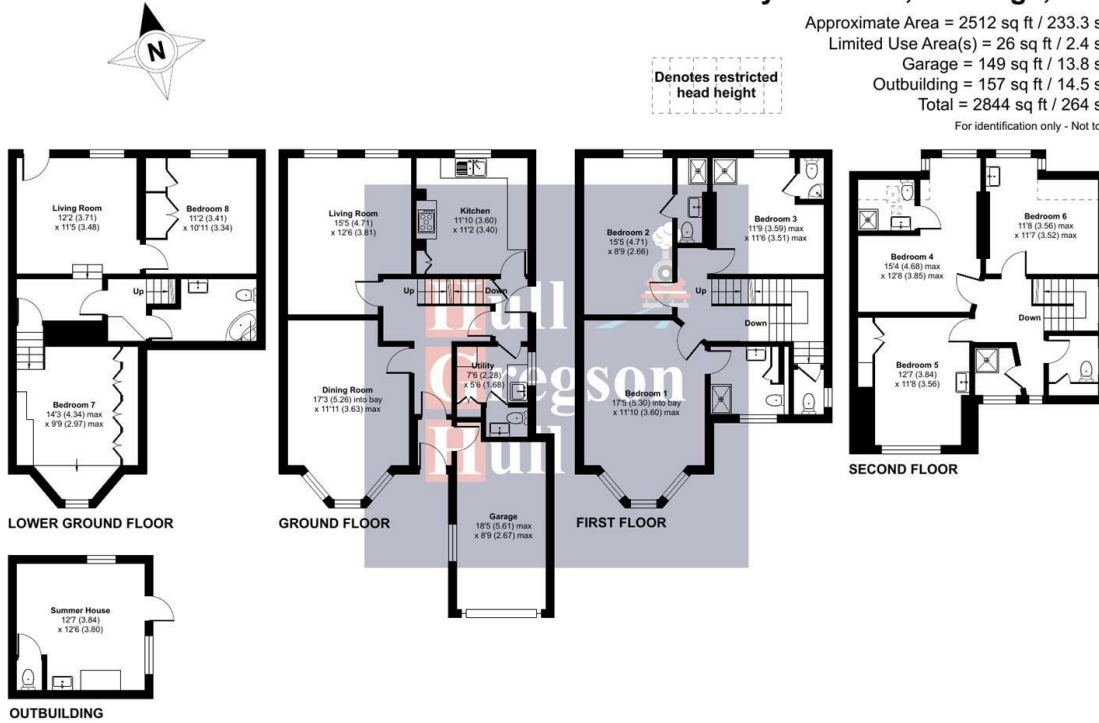 Approximate Area = 2512 sq ft / 233.3 s
Limited Use Area(s) = 26 sq ft / 2.4 s
Garage = 149 sq ft / 13.8 s
Outbuilding = 157 sq ft / 14.5 s
Total = 2844 sq ft / 264 s
For identification only - Not to
N
Denotes restricted
head height
Living Room
12'2 (3.71)
x 11'5 (3.48)
Bedroom 8
11'2 (3.41)
x 10'11 (3.34)
Up
Bedroom 7
14'3 (4.34) max
x 9'9 (2.97) max
LOWER GROUND FLOOR
Living Room
15'5 (4.71)
x 12'6 (3.81)
Kitchen
11'10 (3.60)
x 11'2 (3.40)
Up
Down
Dining Room
17'3 (5.26) into bay
x 11'11 (3.63) max
Utility
7'6 (2.28)
x 5'6 (1.68)
Garage
18'5 (5.61) max
x 8'9 (2.67) max
GROUND FLOOR
Hull
Gregson
Hull
Bedroom 2
15'5 (4.71)
x 8'9 (2.66)
Bedroom 3
11'9 (3.59) max
x 11'6 (3.51) max
Up
Down
Bedroom 1
17'5 (5.30) into bay
x 11'10 (3.60) max
FIRST FLOOR
Bedroom 4
15'4 (4.68) max
x 12'8 (3.85) max
Bedroom 6
11'8 (3.56) max
x 11'7 (3.52) max
Down
Bedroom 5
12'7 (3.84)
x 11'8 (3.56)
SECOND FLOOR
Summer House
12'7 (3.84)
x 12'6 (3.80)
OUTBUILDING